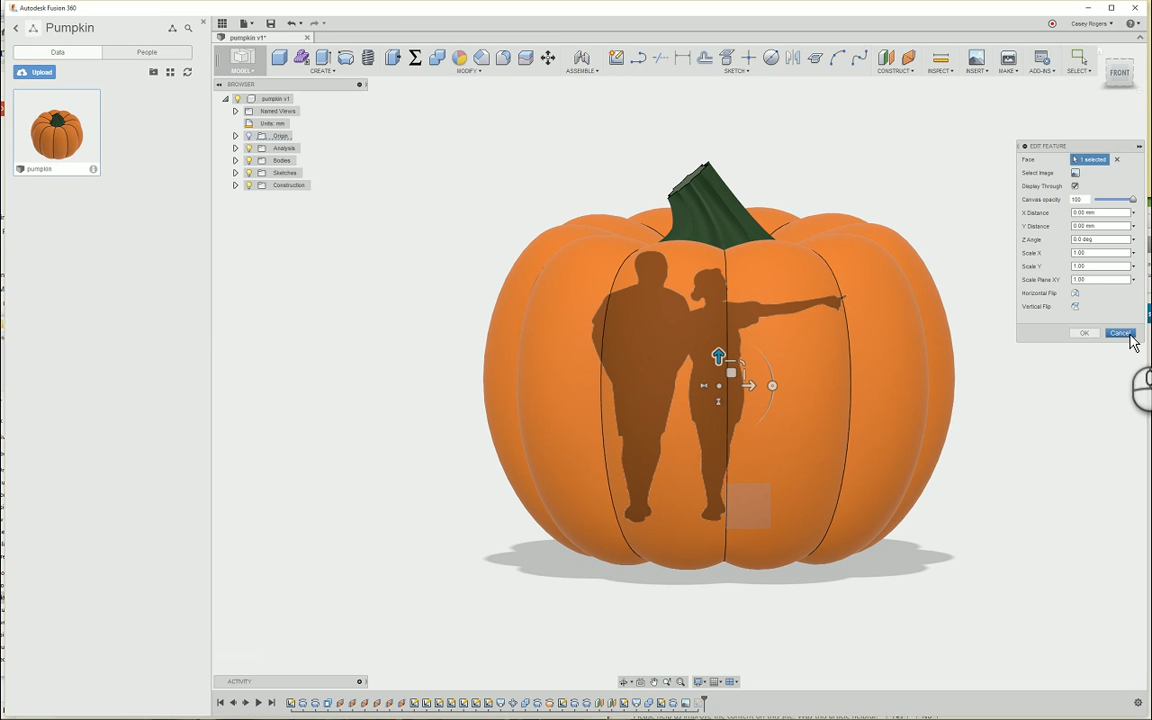 Autodesk Fusion 360
Pumpkin
Casey Rogers
Data
People
pumpkin v1*
Upload
MODEL
CREATE
MODIFY
ASSEMBLE
SKETCH
CONSTRUCT
INSPECT
INSERT
MAKE
ADD-INS
SELECT
FRONT
BROWSER
pumpkin v1
Named Views
Units: mm
Origin
Analysis
Bodies
Sketches
Construction
pumpkin
EDIT FEATURE
Face
1 selected
Select Image
Display Through
Canvas opacity
100
X Distance
0.00 mm
Y Distance
0.00 mm
Z Angle
0.0 deg
Scale X
1.00
Scale Y
1.00
Scale Plane XY
1.00
Horizontal Flip
Vertical Flip
OK
Cancel
ACTIVITY